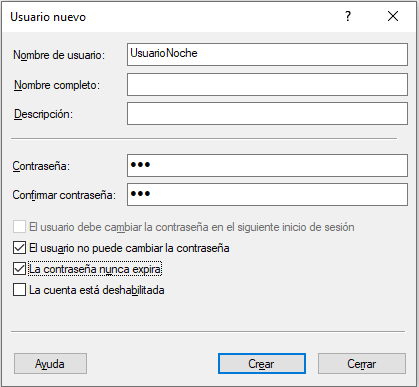 Usuario nuevo
Nombre de usuario:
UsuarioNoche
Nombre completo:
Descripción:
Contraseña:
●●●
Confirmar contraseña:
●●●
El usuario debe cambiar la contraseña en el siguiente inicio de sesión
El usuario no puede cambiar la contraseña
La contraseña nunca expira
La cuenta está deshabilitada
Ayuda
Crear
Cerrar